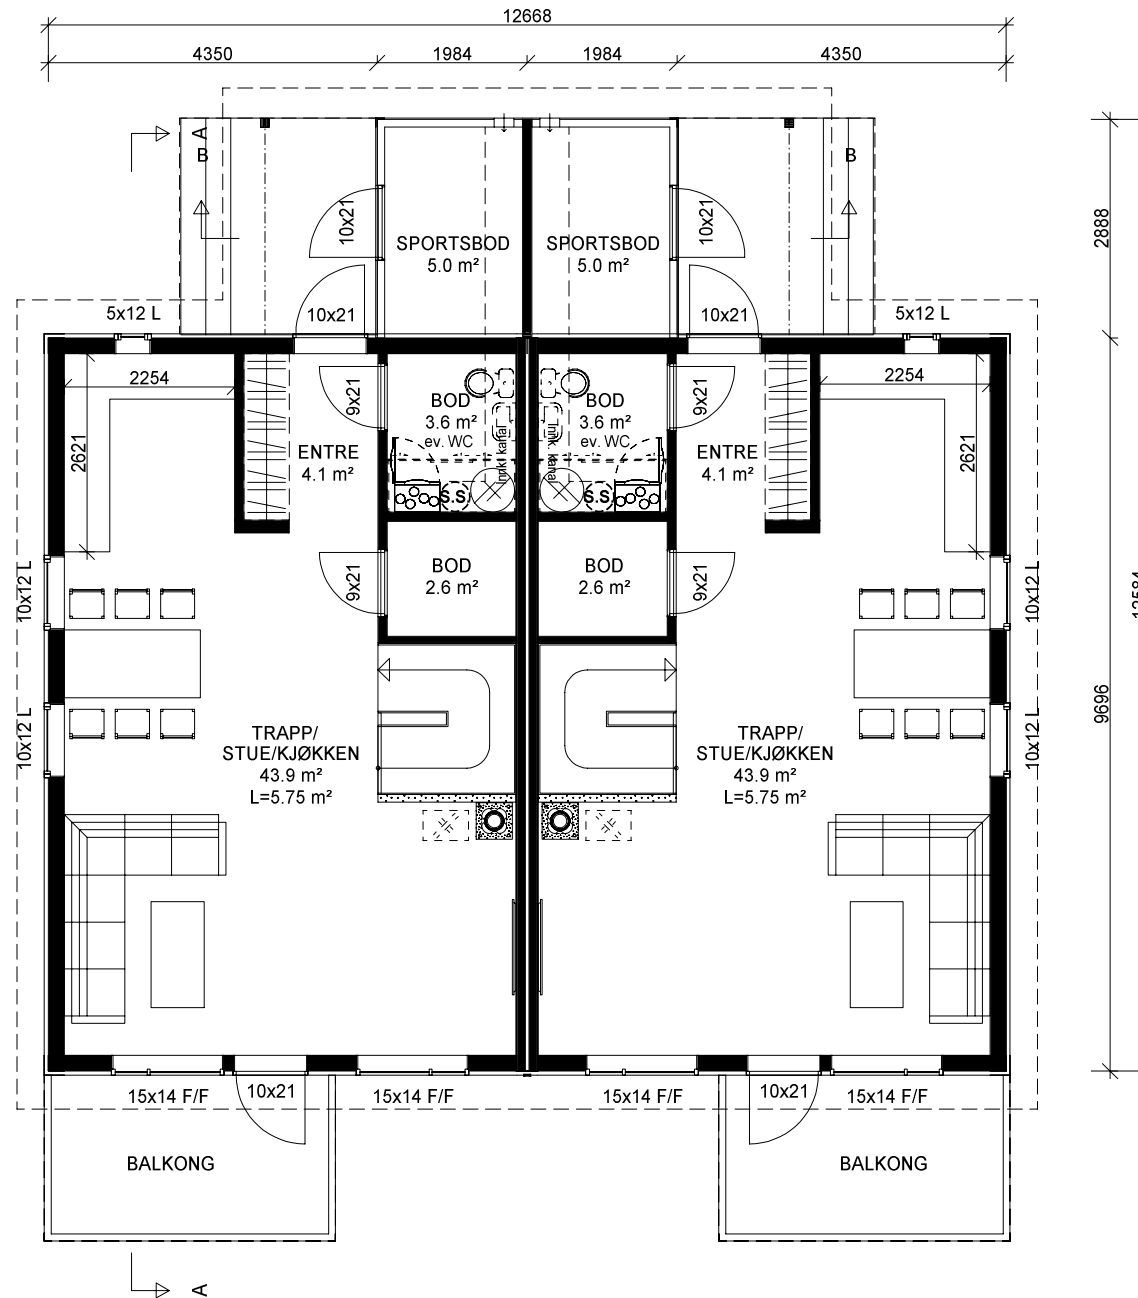 12668
4350 1984 1984 4350
A
B B
2888
10x21 10x21
SPORTSBOD SPORTSBOD
5.0 m² 5.0 m²
5x12 L 10x21 10x21 5x12 L
2254 2254
9x21 9x21
BOD BOD
3.6 m² 3.6 m²
ev. WC ev. WC
2621 2621
ENTRE ENTRE
4.1 m² 4.1 m²
S.S. S.S.
BOD BOD
2.6 m² 2.6 m²
9x21 9x21
10x12 L 10x12 L
12584
9696
10x12 L 10x12 L
TRAPP/ TRAPP/
STUE/KJØKKEN STUE/KJØKKEN
43.9 m² 43.9 m²
L=5.75 m² L=5.75 m²
15x14 F/F 10x21 15x14 F/F 15x14 F/F 10x21 15x14 F/F
BALKONG BALKONG
A